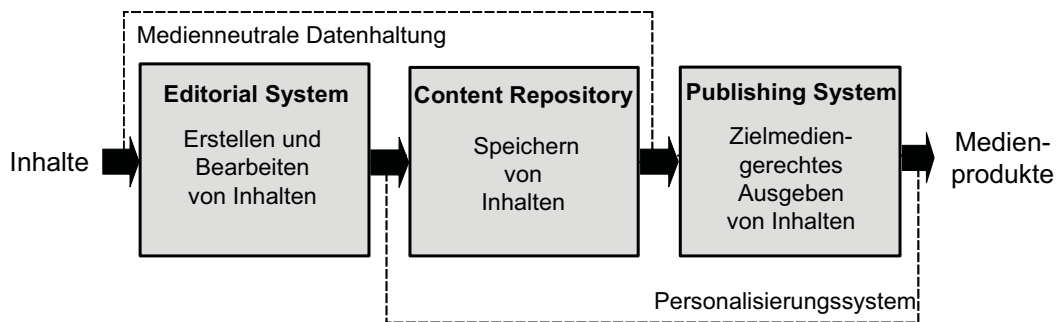 Medienneutrale Datenhaltung
Inhalte
Editorial System
Erstellen und
Bearbeiten
von Inhalten
Content Repository
Speichern
von
Inhalten
Publishing System
Zielmedien-
gerechtes
Ausgeben
von Inhalten
Medien-
produkte
Personalisierungssystem